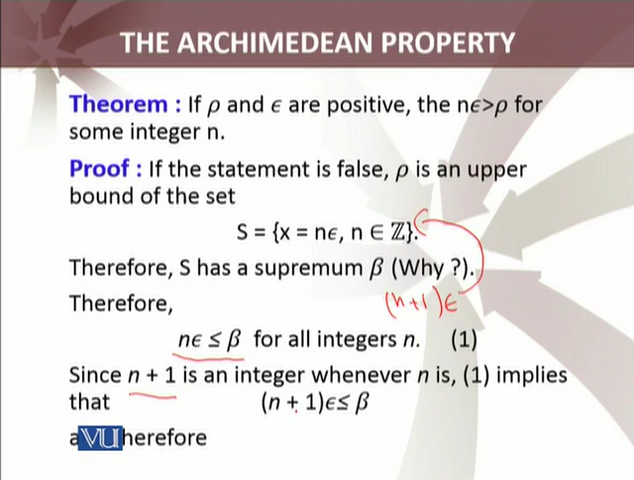 THE ARCHIMEDEAN PROPERTY
Theorem : If ρ and ϵ are positive, the nϵ>ρ for
some integer n.
Proof : If the statement is false, ρ is an upper
bound of the set
S = {x = nϵ, n ∈ ℤ}.
Therefore, S has a supremum β (Why ?).
Therefore,
(n+1)ϵ
nϵ ≤ β for all integers n. (1)
Since n + 1 is an integer whenever n is, (1) implies
that (n + 1)ϵ≤ β
a VU herefore